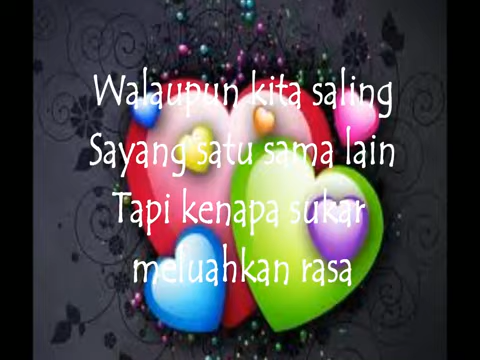 Walaupun kita saling
Sayang satu sama lain
Tapi kenapa sukar
meluahkan rasa